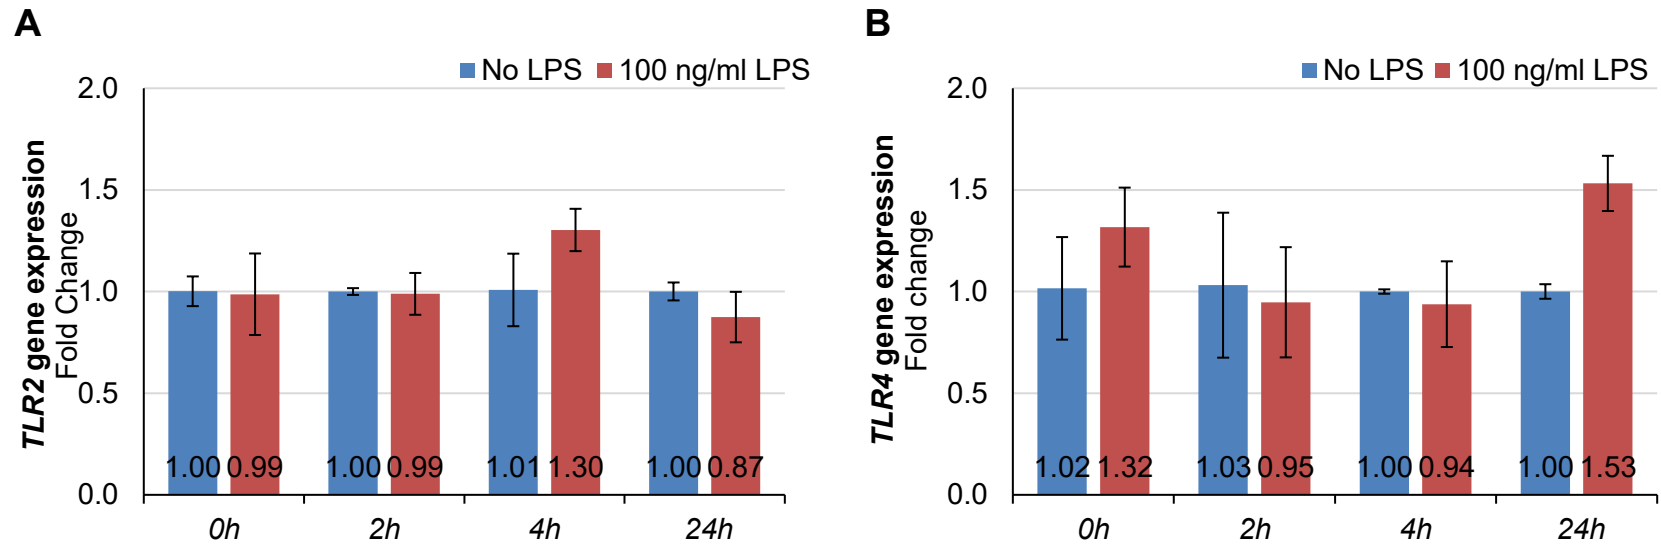 A
No LPS 100 ng/ml LPS
TLR2 gene expression
Fold Change
2.0
1.5
1.0
0.5
0.0
1.00 0.99 1.00 0.99 1.01 1.30 1.00 0.87
0h 2h 4h 24h
B
No LPS 100 ng/ml LPS
TLR4 gene expression
Fold change
2.0
1.5
1.0
0.5
0.0
1.02 1.32 1.03 0.95 1.00 0.94 1.00 1.53
0h 2h 4h 24h